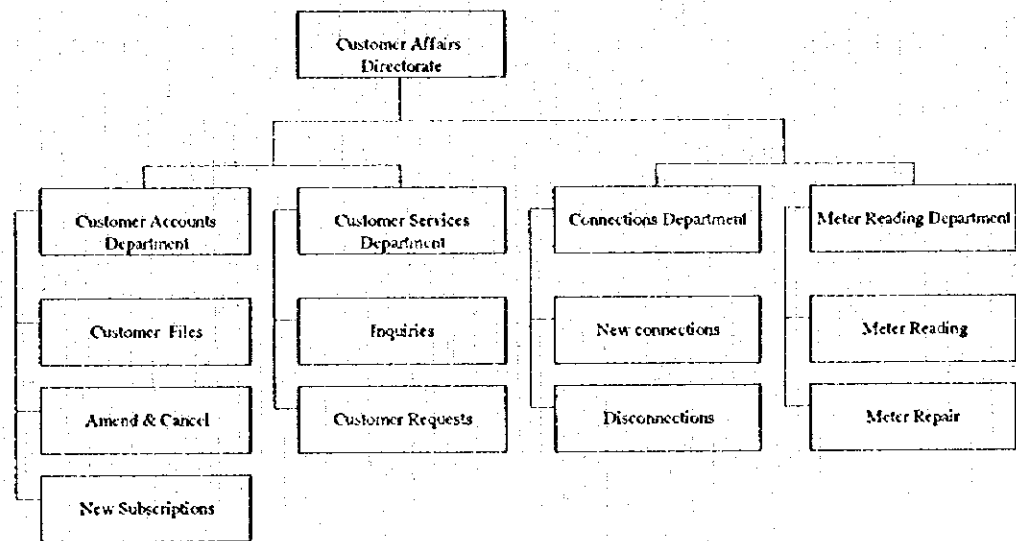 Customer Affairs
Directorate
Customer Accounts
Department
Customer Services
Department
Connections Department
Meter Reading Department
Customer Files
Inquiries
New connections
Meter Reading
Amend & Cancel
Customer Requests
Disconnections
Meter Repair
New Subscriptions